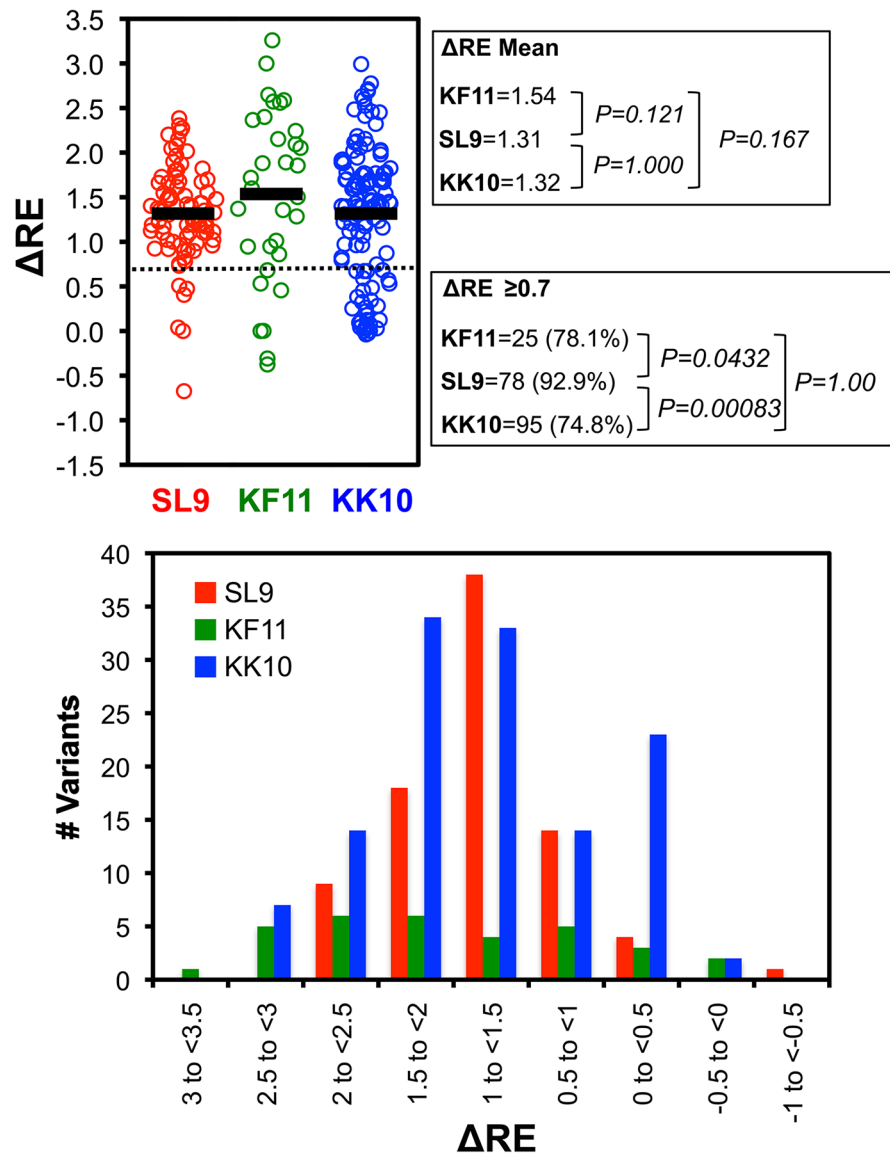 3.5
3.0
2.5
2.0
1.5
1.0
0.5
0.0
-0.5
-1.0
-1.5
ΔRE
SL9 KF11 KK10
ΔRE Mean
KF11=1.54
P=0.121
SL9=1.31
P=0.167
P=1.000
KK10=1.32
ΔRE ≥0.7
KF11=25 (78.1%)
P=0.0432
SL9=78 (92.9%)
P=1.00
P=0.00083
KK10=95 (74.8%)
40
35
30
25
20
15
10
5
0
# Variants
SL9
KF11
KK10
3 to <3.5
2.5 to <3
2 to <2.5
1.5 to <2
1 to <1.5
0.5 to <1
0 to <0.5
-0.5 to <0
-1 to <-0.5
ΔRE